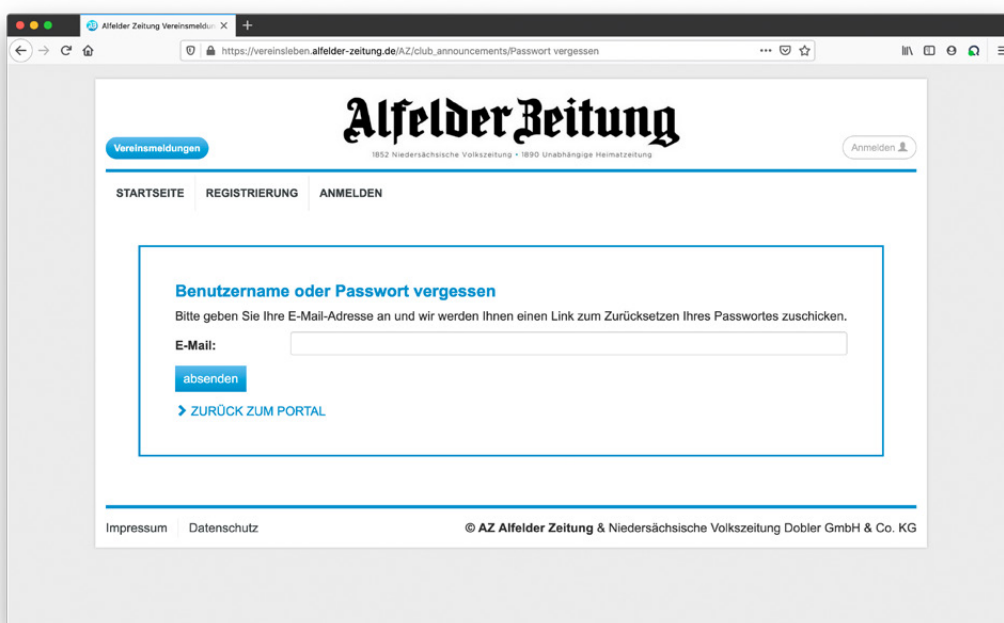 Alfelder Zeitung Vereinsmeldun
https://vereinsleben.alfelder-zeitung.de/AZ/club_announcements/Passwort vergessen
Alfelder Zeitung
1852 Niedersächsische Volkszeitung • 1890 Unabhängige Heimatzeitung
Vereinsmeldungen
Anmelden
STARTSEITE REGISTRIERUNG ANMELDEN
Benutzername oder Passwort vergessen
Bitte geben Sie Ihre E-Mail-Adresse an und wir werden Ihnen einen Link zum Zurücksetzen Ihres Passwortes zuschicken.
E-Mail:
absenden
ZURÜCK ZUM PORTAL
Impressum Datenschutz © AZ Alfelder Zeitung & Niedersächsische Volkszeitung Dobler GmbH & Co. KG